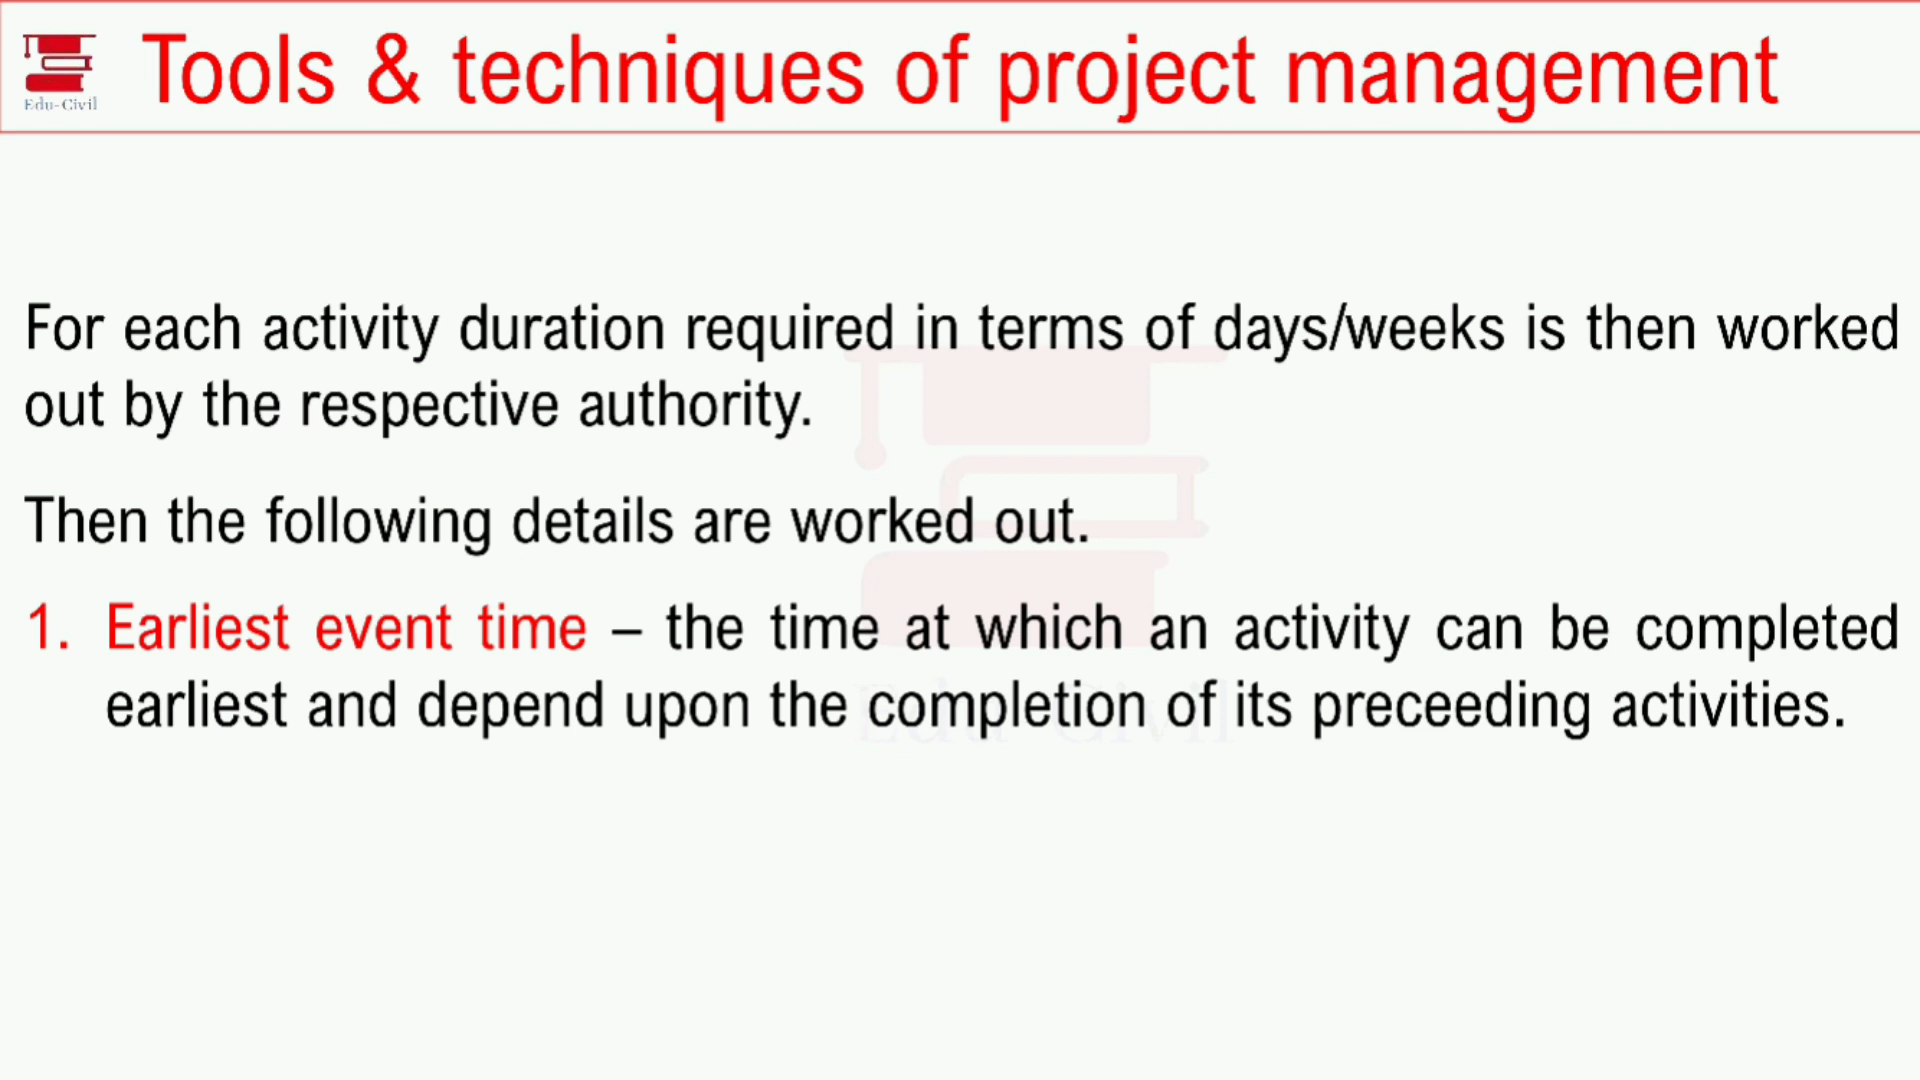 Tools & techniques of project management
Edu-Civil
For each activity duration required in terms of days/weeks is then worked
out by the respective authority.
Then the following details are worked out.
1. Earliest event time – the time at which an activity can be completed
earliest and depend upon the completion of its preceeding activities.
Edu-Civil